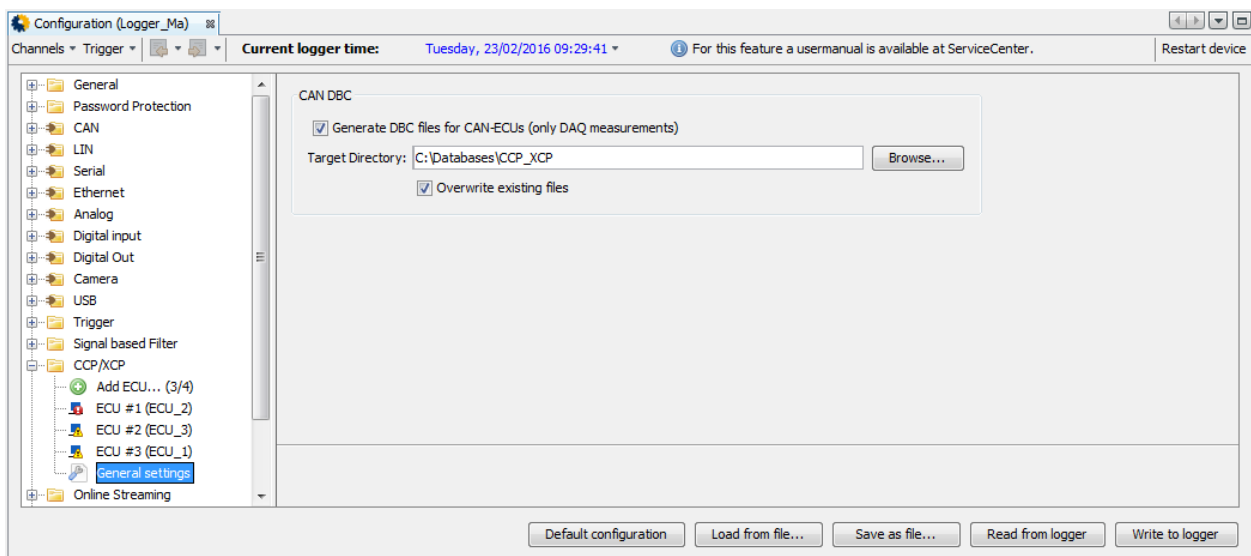 Configuration (Logger_Ma)
Channels Trigger Current logger time: Tuesday, 23/02/2016 09:29:41 For this feature a usermanual is available at ServiceCenter. Restart device
General
Password Protection
CAN
LIN
Serial
Ethernet
Analog
Digital input
Digital Out
Camera
USB
Trigger
Signal based Filter
CCP/XCP
Add ECU... (3/4)
ECU #1 (ECU_2)
ECU #2 (ECU_3)
ECU #3 (ECU_1)
General settings
Online Streaming
CAN DBC
Generate DBC files for CAN-ECUs (only DAQ measurements)
Target Directory: C:\Databases\CCP_XCP Browse...
Overwrite existing files
Default configuration Load from file... Save as file... Read from logger Write to logger